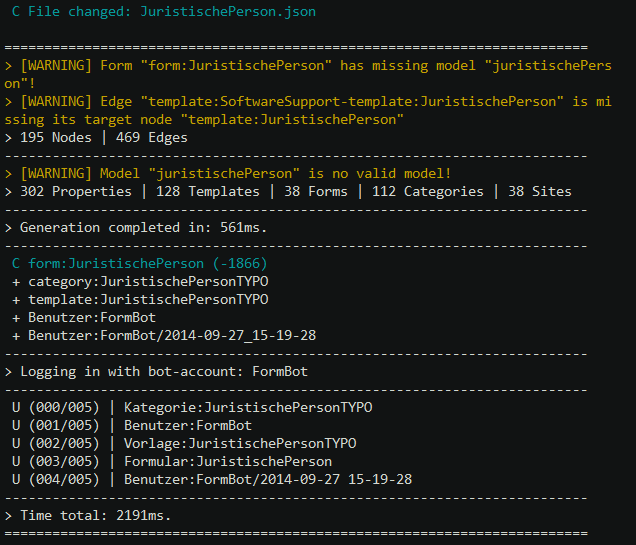 C File changed: JuristischePerson.json
=========================================================================
> [WARNING] Form "form:JuristischePerson" has missing model "juristischePers
on"!
> [WARNING] Edge "template:SoftwareSupport-template:JuristischePerson" is mi
ssing its target node "template:JuristischePerson"
> 195 Nodes | 469 Edges
-------------------------------------------------------------------------
> [WARNING] Model "juristischePerson" is no valid model!
> 302 Properties | 128 Templates | 38 Forms | 112 Categories | 38 Sites
-------------------------------------------------------------------------
> Generation completed in: 561ms.
-------------------------------------------------------------------------
C form:JuristischePerson (-1866)
+ category:JuristischePersonTYPO
+ template:JuristischePersonTYPO
+ Benutzer:FormBot
+ Benutzer:FormBot/2014-09-27_15-19-28
-------------------------------------------------------------------------
> Logging in with bot-account: FormBot
-------------------------------------------------------------------------
U (000/005) | Kategorie:JuristischePersonTYPO
U (001/005) | Benutzer:FormBot
U (002/005) | Vorlage:JuristischePersonTYPO
U (003/005) | Formular:JuristischePerson
U (004/005) | Benutzer:FormBot/2014-09-27 15-19-28
-------------------------------------------------------------------------
> Time total: 2191ms.
=========================================================================